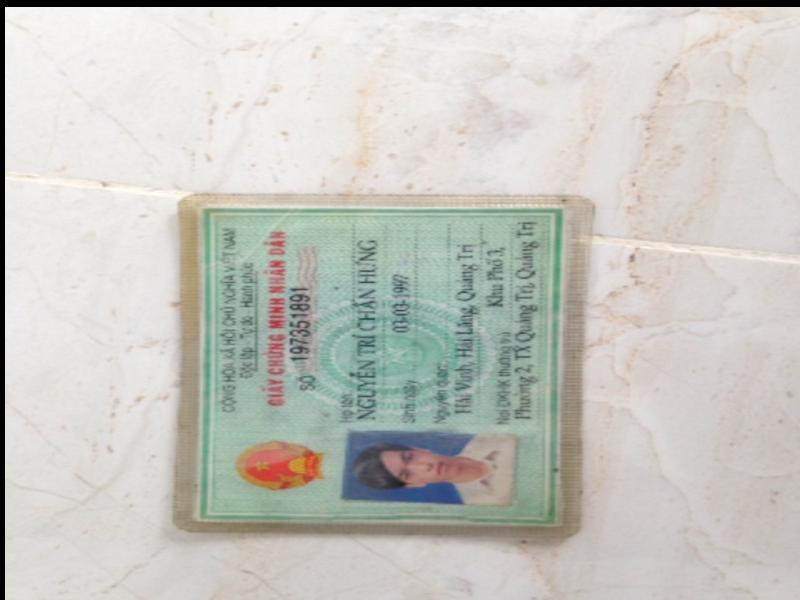 CỘNG HÒA XÃ HỘI CHỦ NGHĨA VIỆT NAM
Độc lập - Tự do - Hạnh phúc
GIẤY CHỨNG MINH NHÂN DÂN
SỐ 197351891
Họ tên
NGUYỄN TRÍ CHẤN HƯNG
Sinh ngày 03-03-1997
Nguyên quán
Hải Vĩnh, Hải Lăng, Quảng Trị
Nơi ĐKHK thường trú Khu Phố 3,
Phường 2, TX Quảng Trị, Quảng Trị